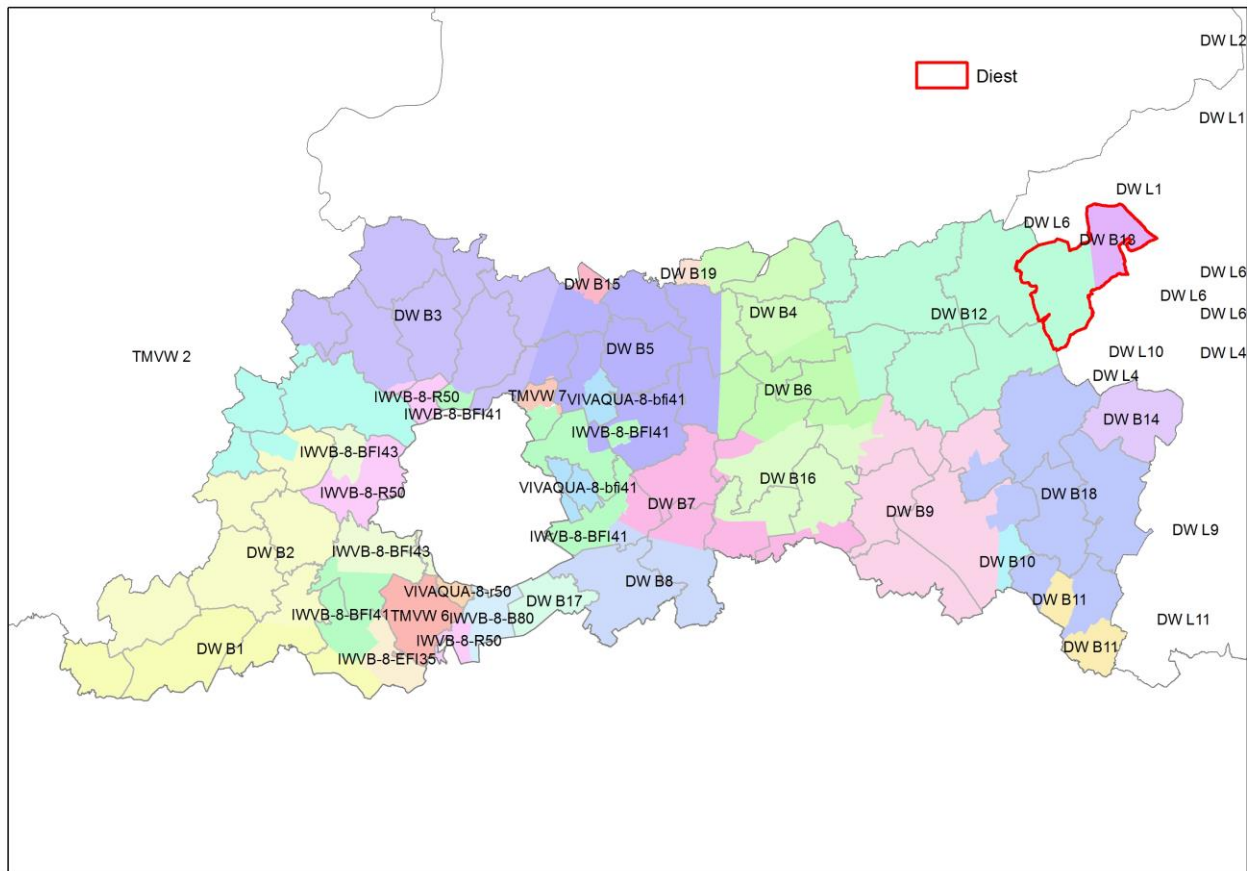 DW L2
Diest
DW L1
DW L1
DW L6
DW B13
DW B19
DW L6
DW B15
DW L6
DW B3
DW B12
DW B4
DW L6
DW B5
TMVW 2
DW L10
DW L4
DW L4
DW B6
IWVB-8-R50
TMVW 7
VIVAQUA-8-bfi41
IWVB-8-BFI41
DW B14
IWVB-8-BFI41
IWVB-8-BFI43
DW B16
VIVAQUA-8-bfi41
IWVB-8-R50
DW B18
DW B7
DW B9
DW L9
IWVB-8-BFI41
DW B2
IWVB-8-BFI43
DW B10
DW B8
VIVAQUA-8-r50
DW B11
DW B17
IWVB-8-BFI41
TMVW 6
IWVB-8-B80
DW L11
IWVB-8-R50
DW B1
DW B11
IWVB-8-EFI35